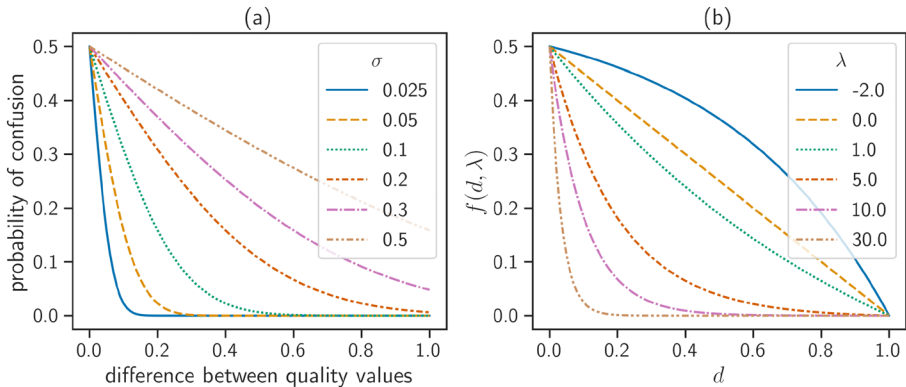 (a)
probability of confusion
0.5
0.4
0.3
0.2
0.1
0.0
0.0 0.2 0.4 0.6 0.8 1.0
difference between quality values
σ
0.025
0.05
0.1
0.2
0.3
0.5
(b)
f(d, λ)
0.5
0.4
0.3
0.2
0.1
0.0
0.0 0.2 0.4 0.6 0.8 1.0
d
λ
-2.0
0.0
1.0
5.0
10.0
30.0